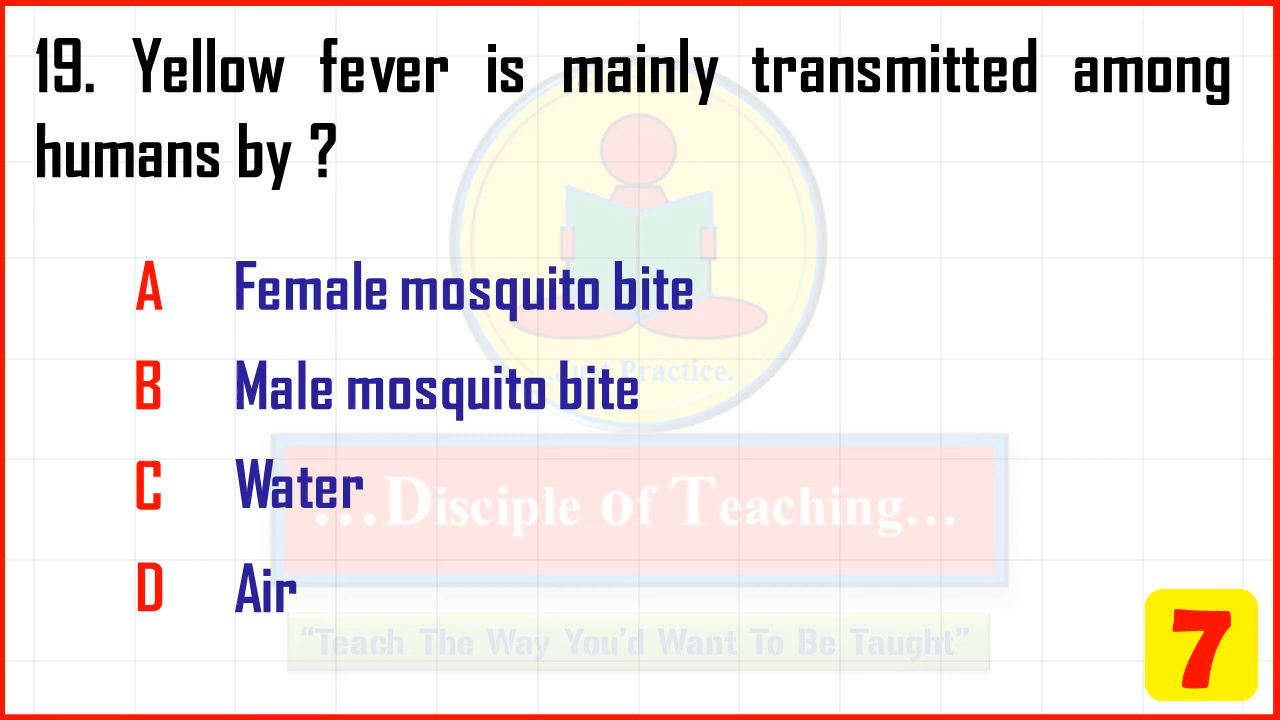 19. Yellow fever is mainly transmitted among
humans by ?
A Female mosquito bite
B Male mosquito bite
C Water
D Air
Practice.
...Disciple of Teaching...
“Teach The Way You’d Want To Be Taught”
7